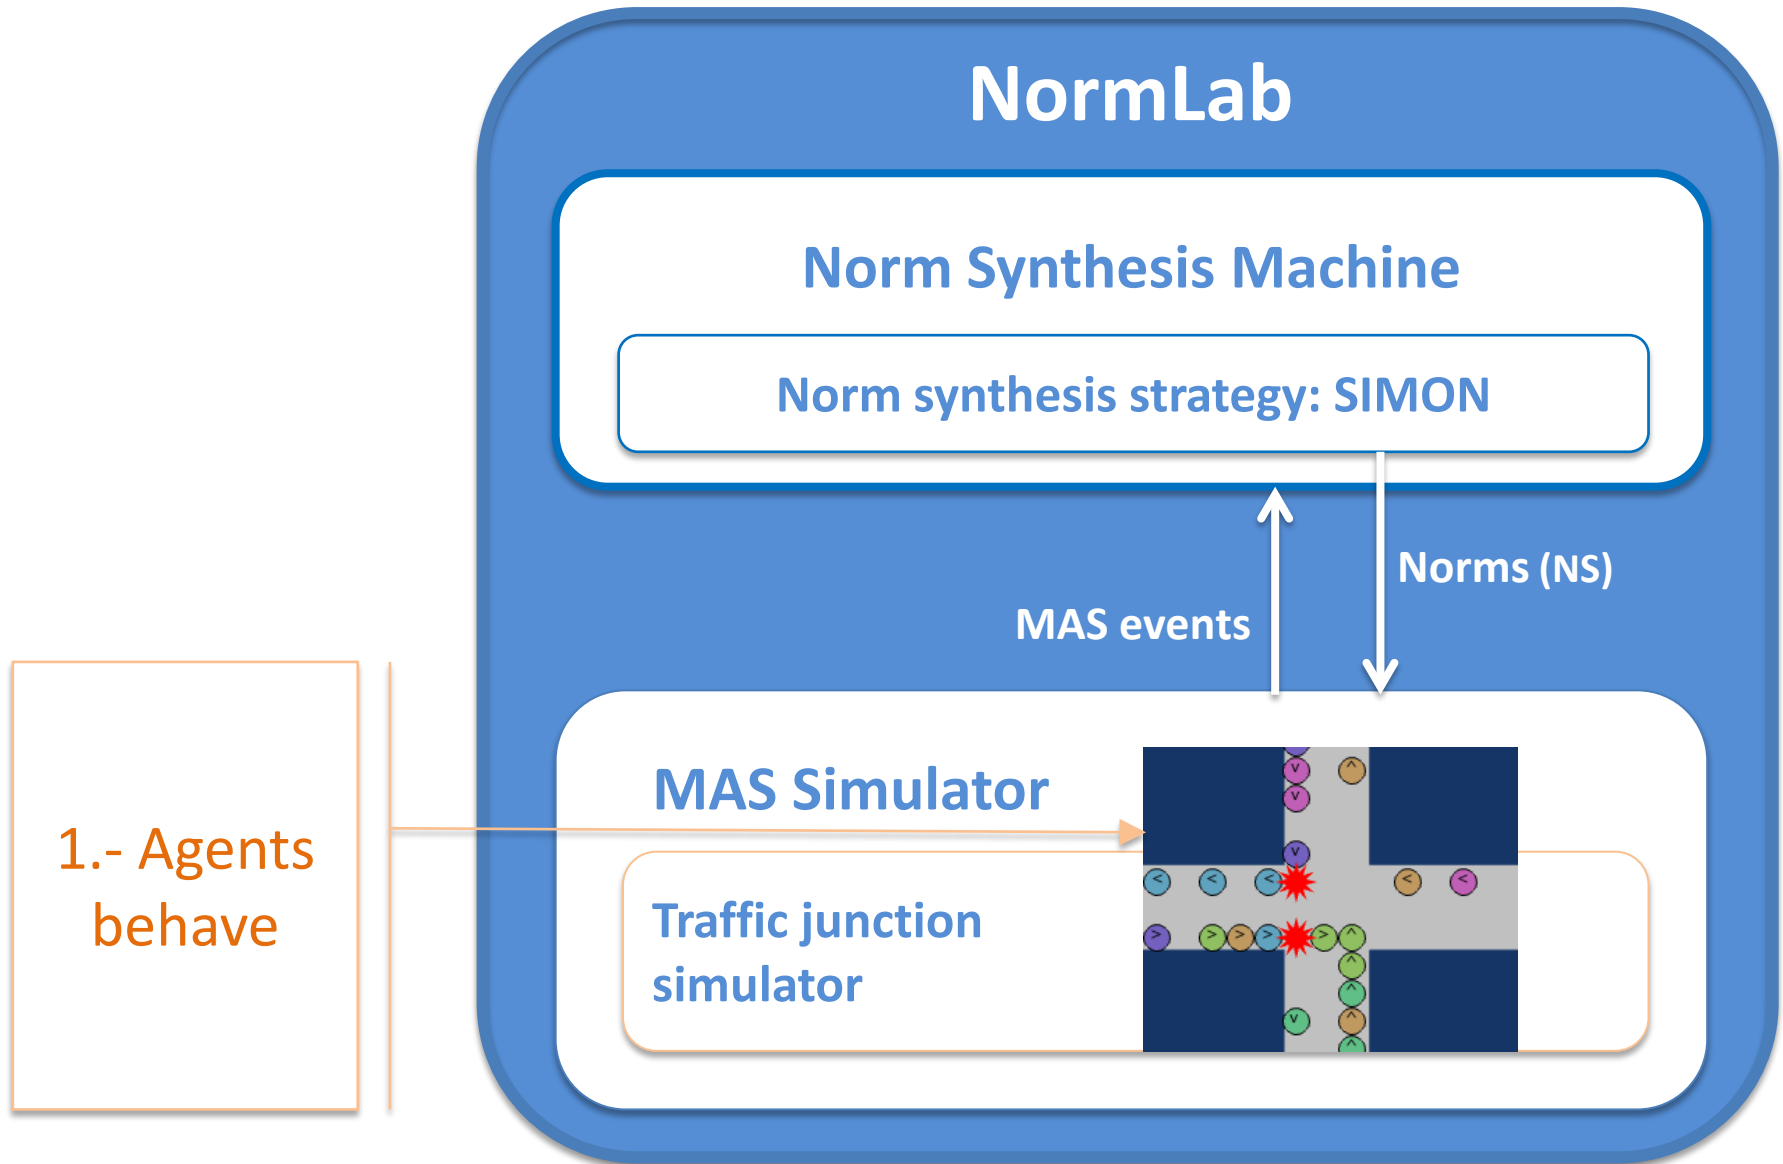 NormLab
Norm Synthesis Machine
Norm synthesis strategy: SIMON
Norms (NS)
MAS events
1.- Agents
behave
MAS Simulator
Traffic junction
simulator